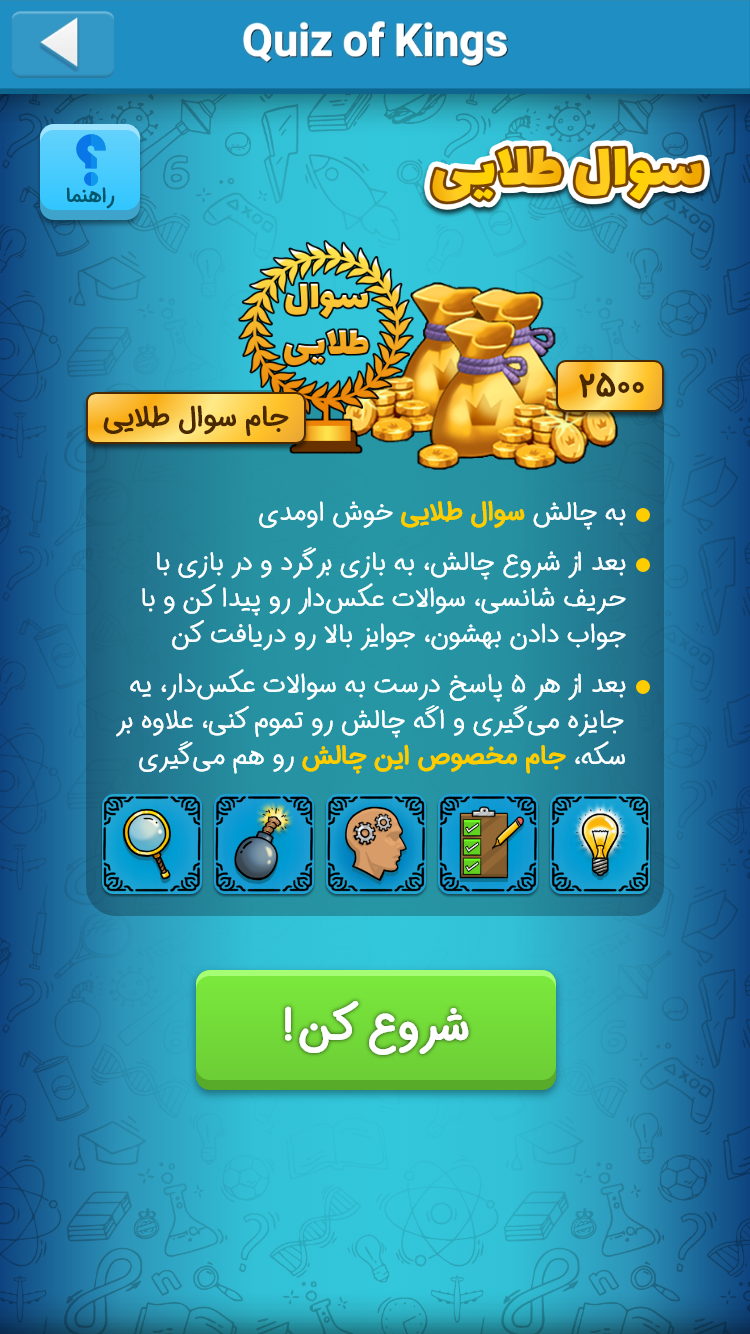 Quiz of Kings
راهنما
سوال طلایی
سوال
طلایی
۲۵۰۰
جام سوال طلایی
به چالش سوال طلایی خوش اومدی
بعد از شروع چالش، به بازی برگرد و در بازی با
حریف شانسی، سوالات عکس‌دار رو پیدا کن و با
جواب دادن بهشون، جوایز بالا رو دریافت کن
بعد از هر ۵ پاسخ درست به سوالات عکس‌دار، یه
جایزه می‌گیری و اگه چالش رو تموم کنی، علاوه بر
سکه، جام مخصوص این چالش رو هم می‌گیری
شروع کن!